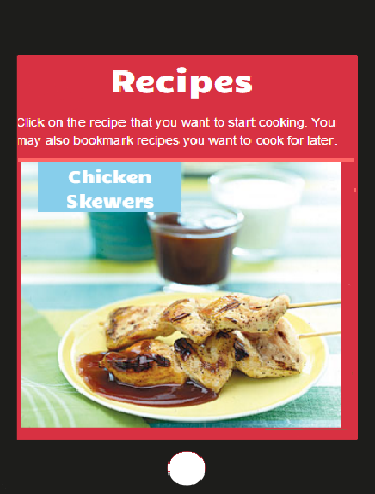 Recipes
Click on the recipe that you want to start cooking. You
may also bookmark recipes you want to cook for later.
Chicken
Skewers